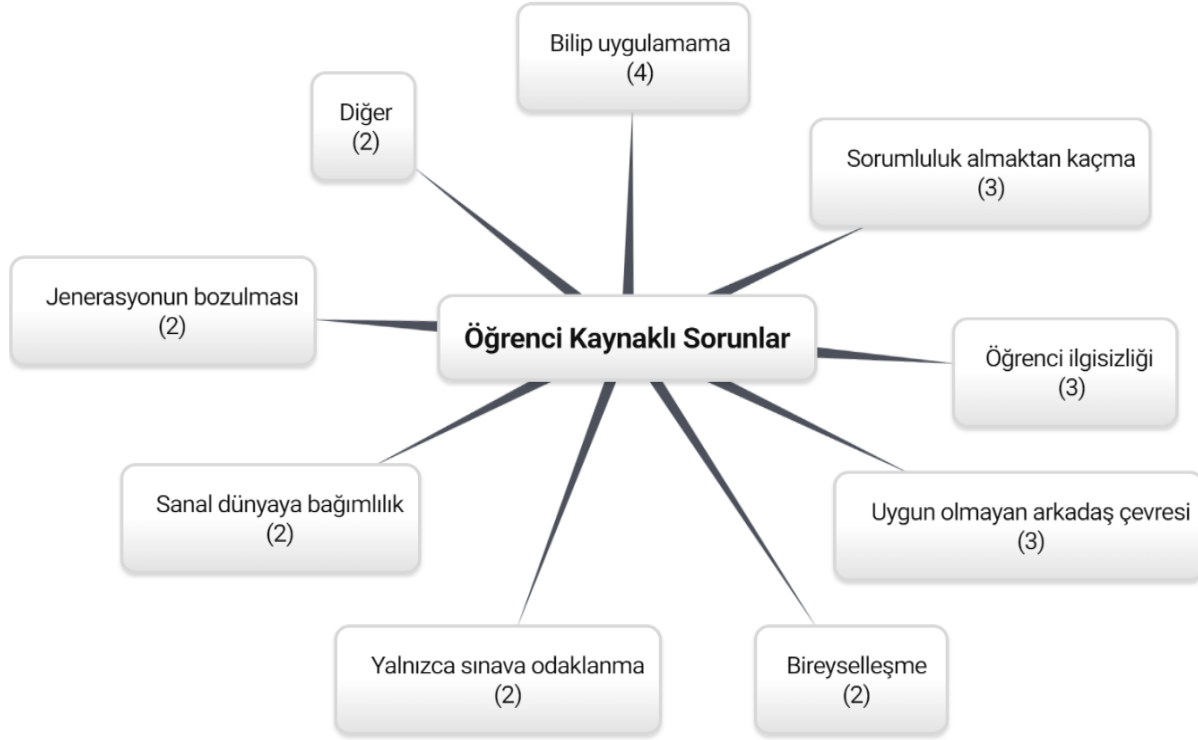 Bilip uygulamama
(4)
Diğer
(2)
Sorumluluk almaktan kaçma
(3)
Jenerasyonun bozulması
(2)
Öğrenci Kaynaklı Sorunlar
Öğrenci ilgisizliği
(3)
Sanal dünyaya bağımlılık
(2)
Uygun olmayan arkadaş çevresi
(3)
Yalnızca sınava odaklanma
(2)
Bireyselleşme
(2)